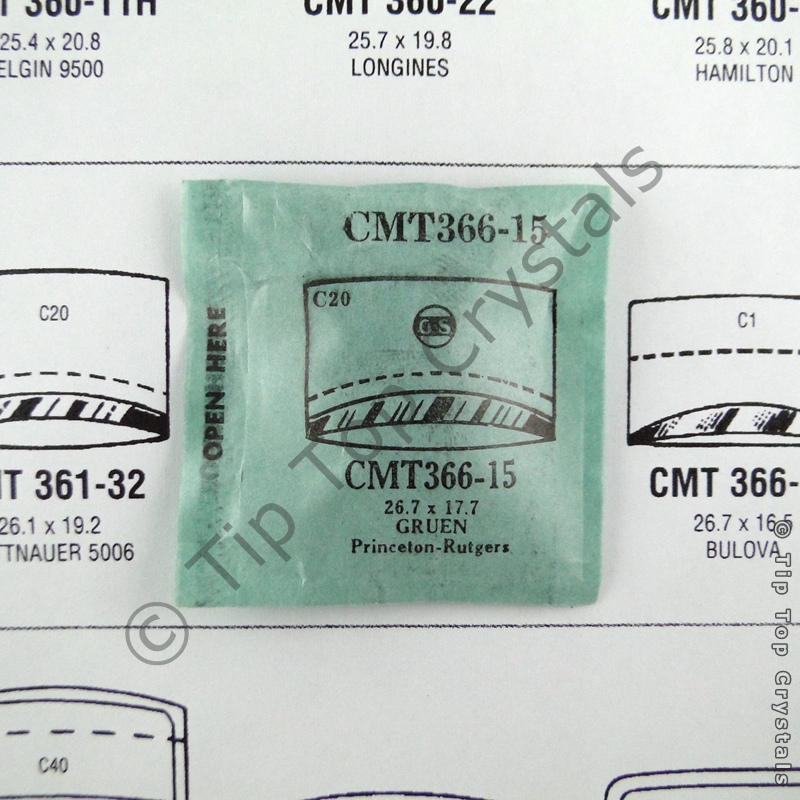 T 360-11H
25.4 x 20.8
ELGIN 9500
CMT 360-22
25.7 x 19.8
LONGINES
CMT 360-
25.8 x 20.1
HAMILTON
CMT366-15
C20
GS
OPEN HERE
CMT366-15
26.7 x 17.7
GRUEN
Princeton-Rutgers
C20
MT 361-32
26.1 x 19.2
TTNAUER 5006
C1
CMT 366-
26.7 x 16.5
BULOVA
C40
© Tip Top Crystals
© Tip Top Crystals